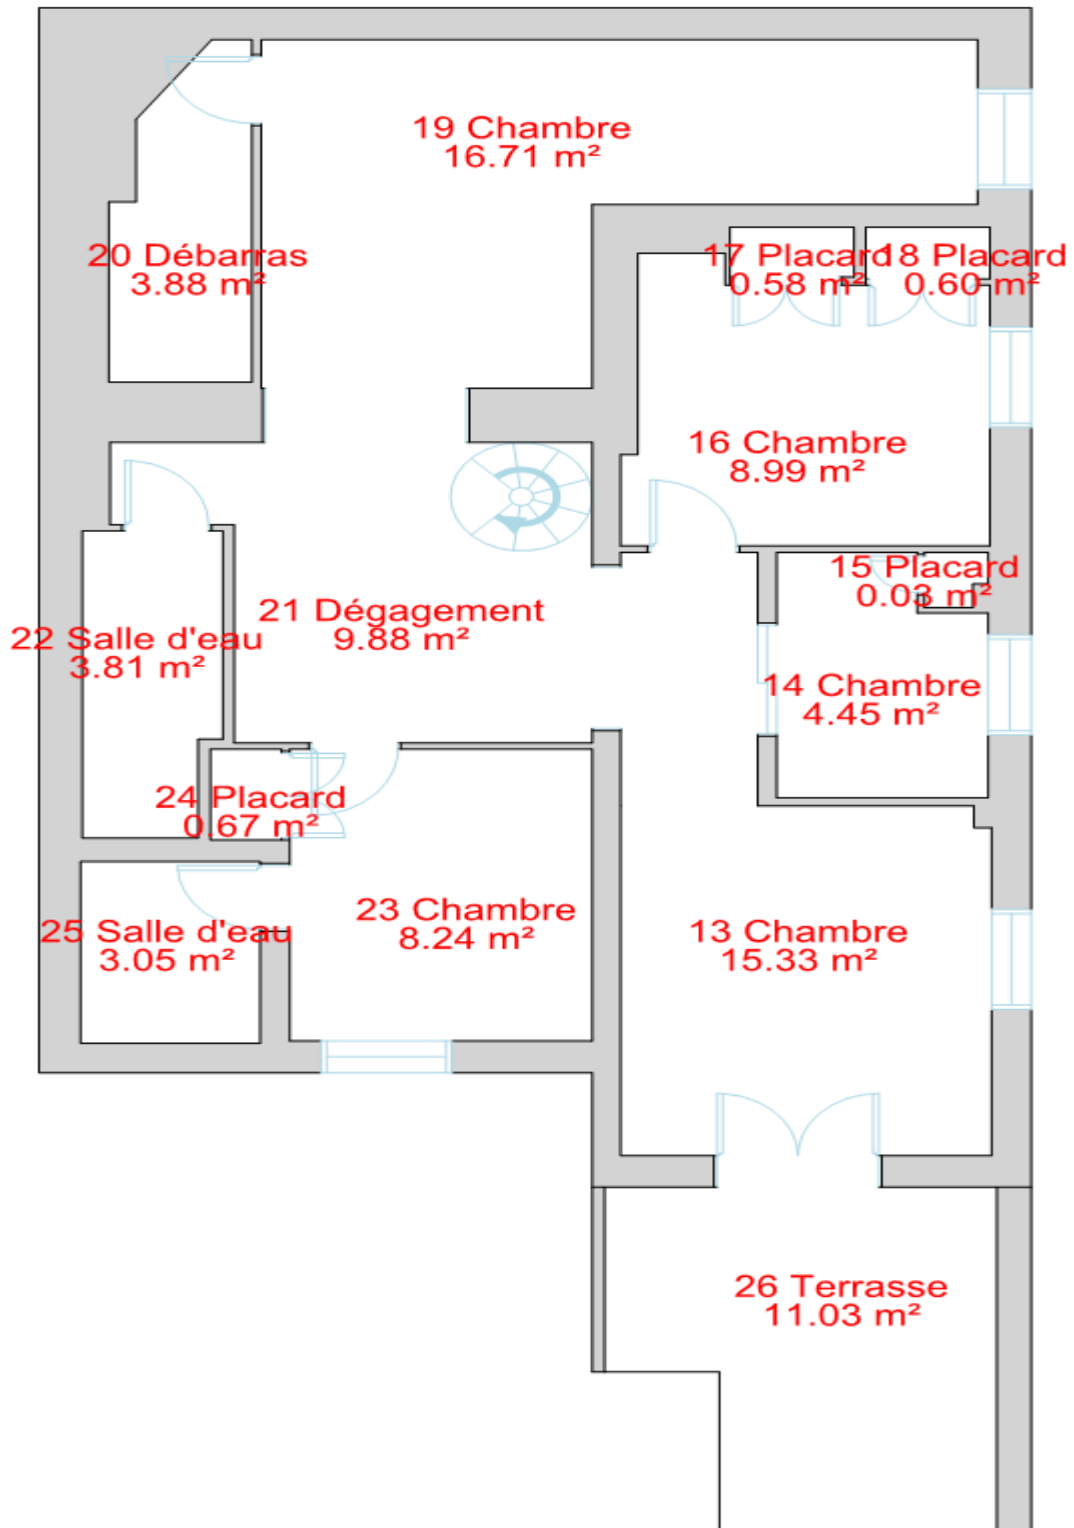 19 Chambre
16.71 m²
20 Débarras
3.88 m²
17 Placard
0.58 m²
18 Placard
0.60 m²
16 Chambre
8.99 m²
15 Placard
0.03 m²
21 Dégagement
9.88 m²
22 Salle d'eau
3.81 m²
14 Chambre
4.45 m²
24 Placard
0.67 m²
23 Chambre
8.24 m²
25 Salle d'eau
3.05 m²
13 Chambre
15.33 m²
26 Terrasse
11.03 m²